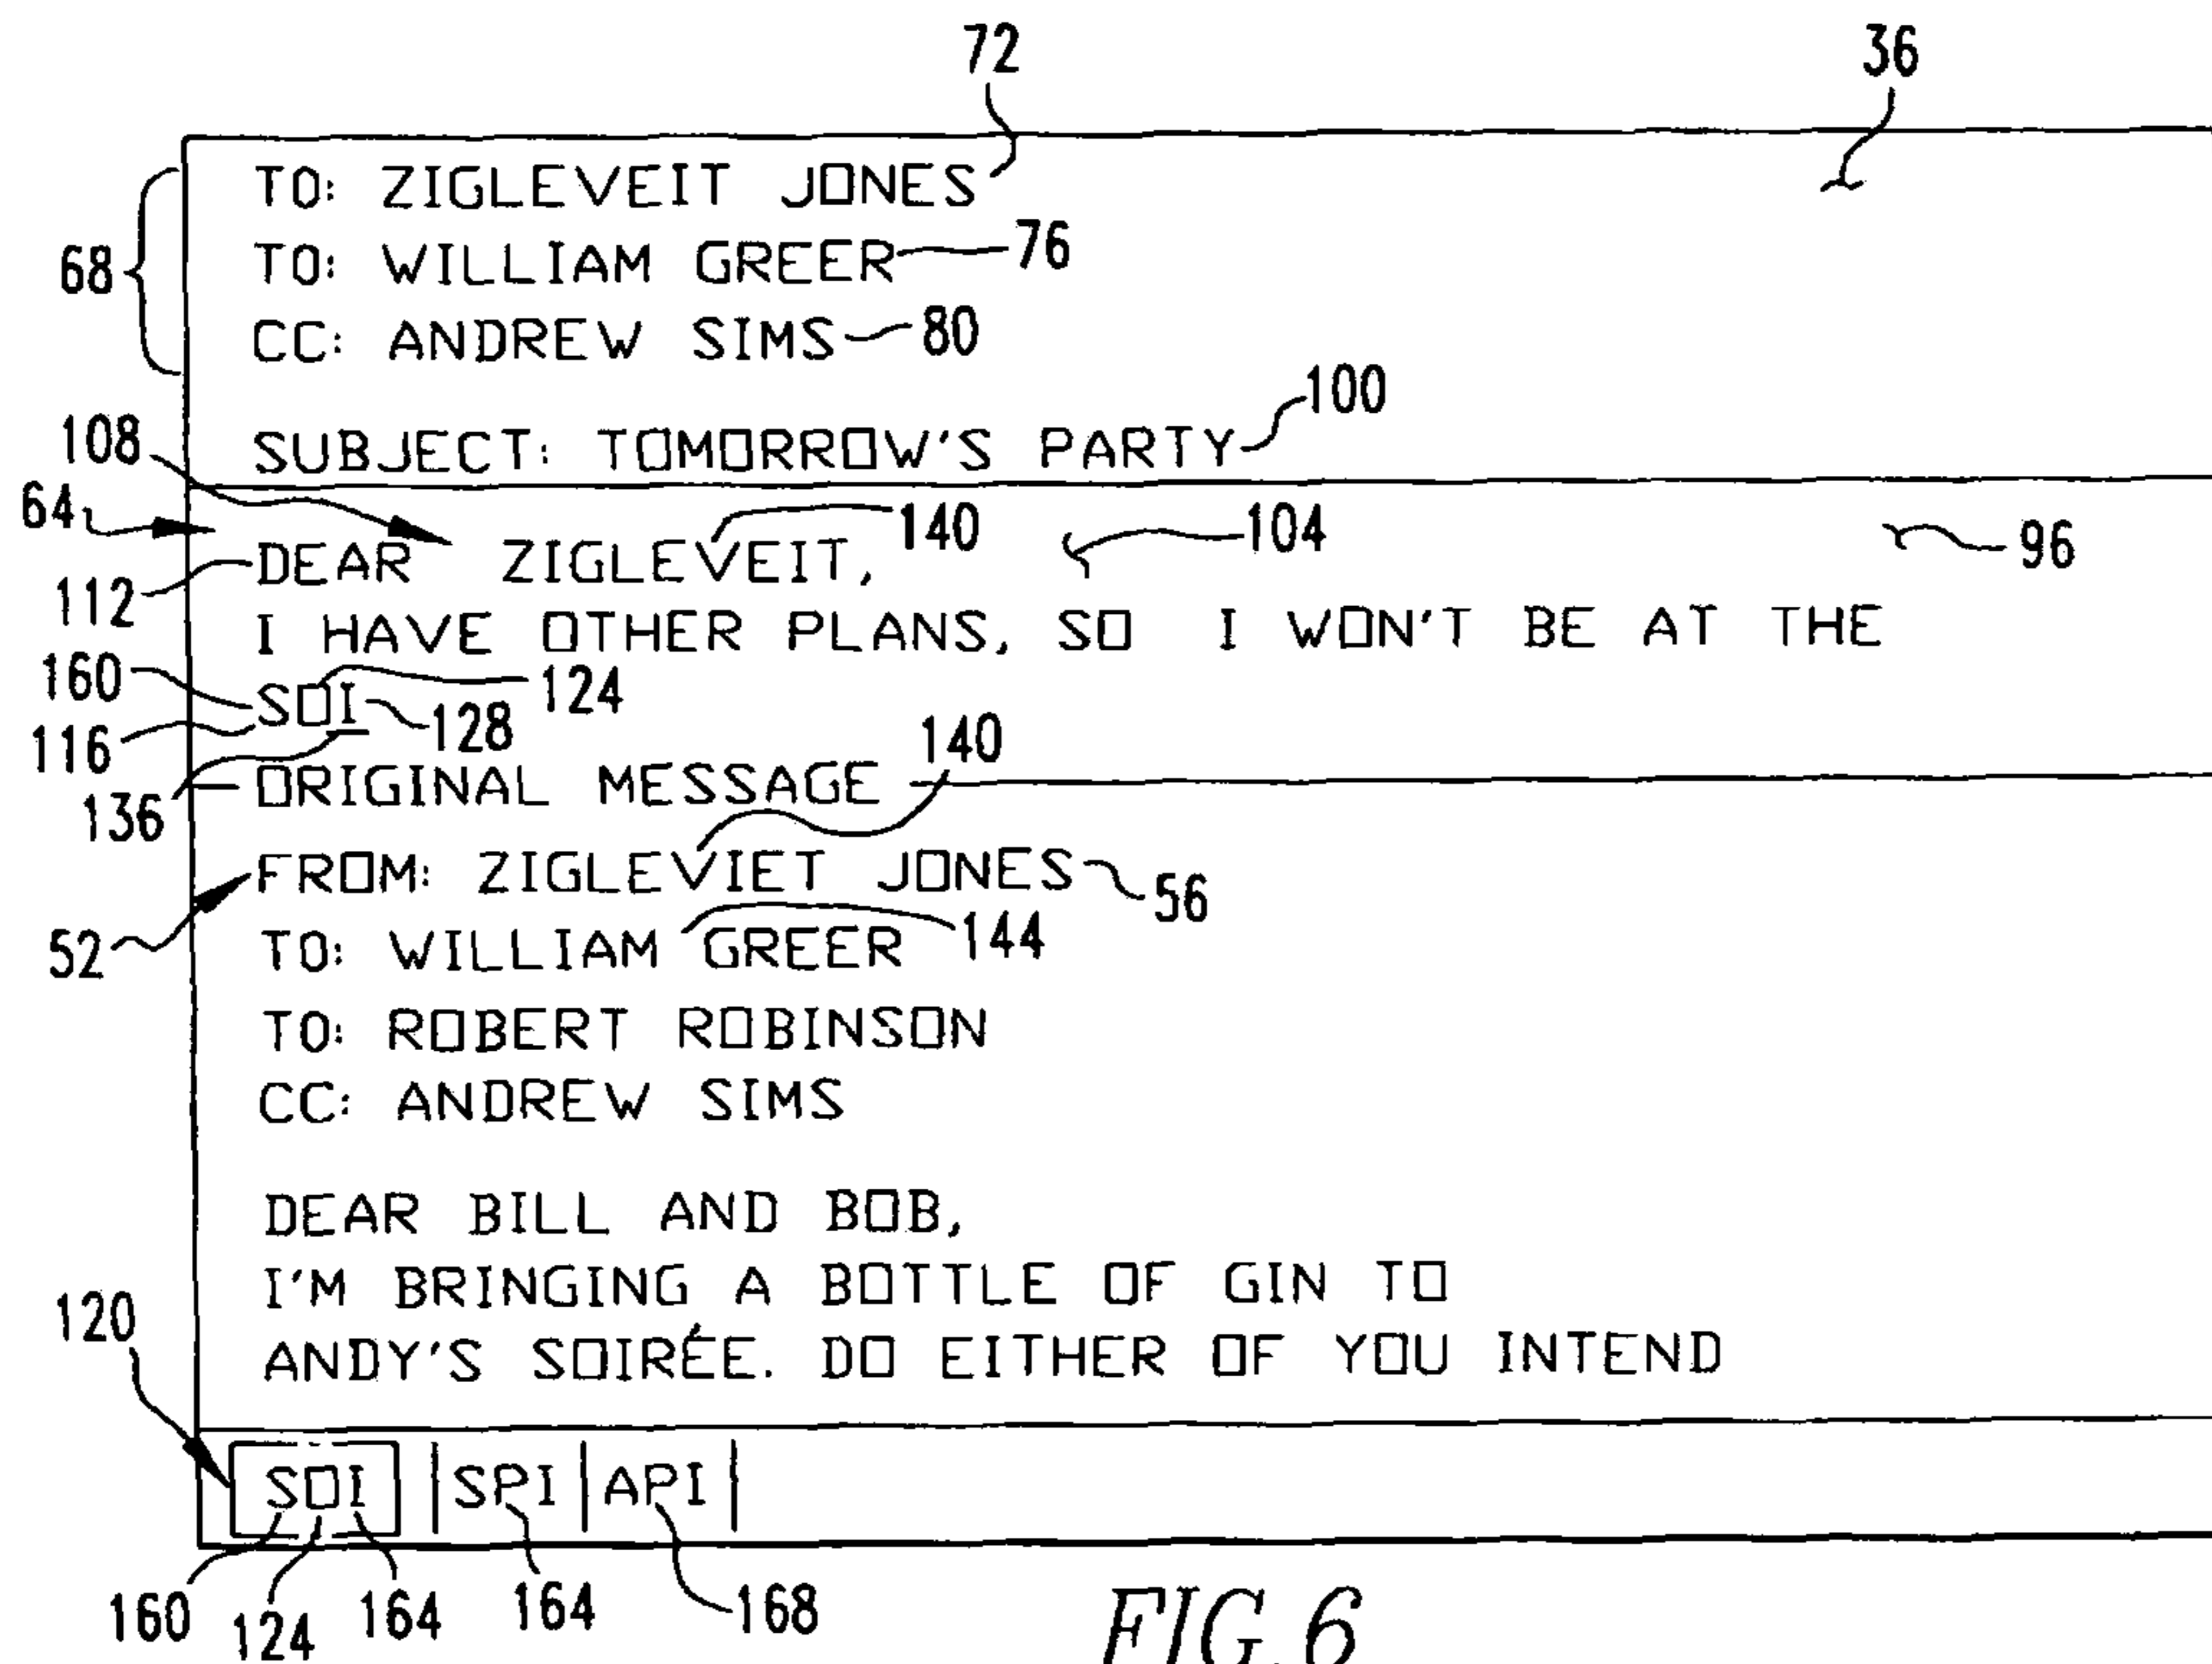 72 36
TO: ZIGLEVEIT JONES
68 TO: WILLIAM GREER 76
CC: ANDREW SIMS 80
100
108 SUBJECT: TOMORROW'S PARTY
64 140 104 96
DEAR ZIGLEVEIT,
112
I HAVE OTHER PLANS, SO I WON'T BE AT THE
160 124
SOI 128
116 140
ORIGINAL MESSAGE
136
FROM: ZIGLEVIET JONES 56
52 TO: WILLIAM GREER 144
TO: ROBERT ROBINSON
CC: ANDREW SIMS
DEAR BILL AND BOB,
I'M BRINGING A BOTTLE OF GIN TO
120
ANDY'S SOIRÉE. DO EITHER OF YOU INTEND
SOI SPI API
160 124 164 164 168
FIG. 6